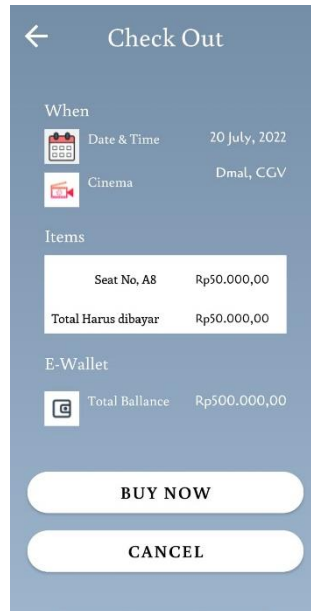 Check Out
When
Date & Time 20 July, 2022
Cinema Dmal, CGV
Items
Seat No, A8 Rp50.000,00
Total Harus dibayar Rp50.000,00
E-Wallet
Total Ballance Rp500.000,00
BUY NOW
CANCEL